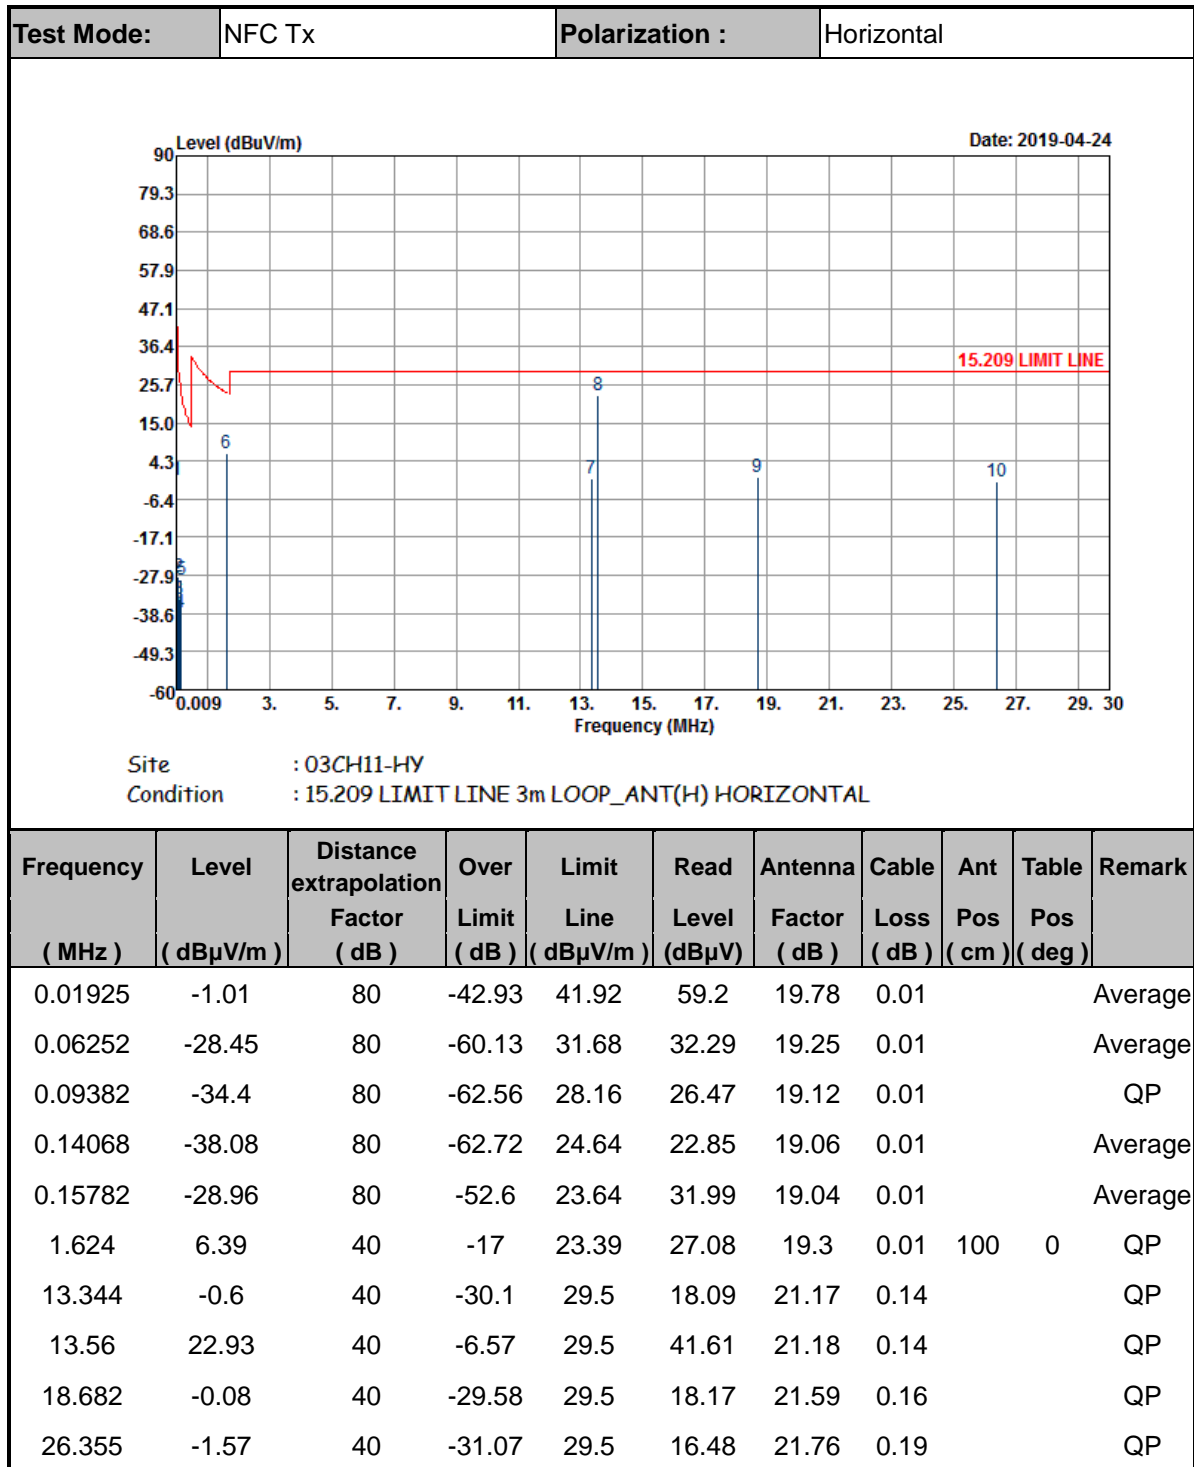 Test Mode: NFC Tx Polarization : Horizontal
Level (dBuV/m) Date: 2019-04-24
90
79.3
68.6
57.9
47.1
36.4
15.209 LIMIT LINE
25.7
8
15.0
6
4.3
1
7
9
10
-6.4
-17.1
2
5
-27.9
3
4
-38.6
-49.3
-60
0.009 3. 5. 7. 9. 11. 13. 15. 17. 19. 21. 23. 25. 27. 29. 30
Frequency (MHz)
Site : 03CH11-HY
Condition : 15.209 LIMIT LINE 3m LOOP_ANT(H) HORIZONTAL
Frequency Level Distance extrapolation Over Limit Read Antenna Cable Ant Table Remark
Factor Limit Line Level Factor Loss Pos Pos
( MHz ) ( dBµV/m ) ( dB ) ( dB ) ( dBµV/m ) (dBµV) ( dB ) ( dB ) ( cm ) ( deg )
0.01925 -1.01 80 -42.93 41.92 59.2 19.78 0.01 Average
0.06252 -28.45 80 -60.13 31.68 32.29 19.25 0.01 Average
0.09382 -34.4 80 -62.56 28.16 26.47 19.12 0.01 QP
0.14068 -38.08 80 -62.72 24.64 22.85 19.06 0.01 Average
0.15782 -28.96 80 -52.6 23.64 31.99 19.04 0.01 Average
1.624 6.39 40 -17 23.39 27.08 19.3 0.01 100 0 QP
13.344 -0.6 40 -30.1 29.5 18.09 21.17 0.14 QP
13.56 22.93 40 -6.57 29.5 41.61 21.18 0.14 QP
18.682 -0.08 40 -29.58 29.5 18.17 21.59 0.16 QP
26.355 -1.57 40 -31.07 29.5 16.48 21.76 0.19 QP